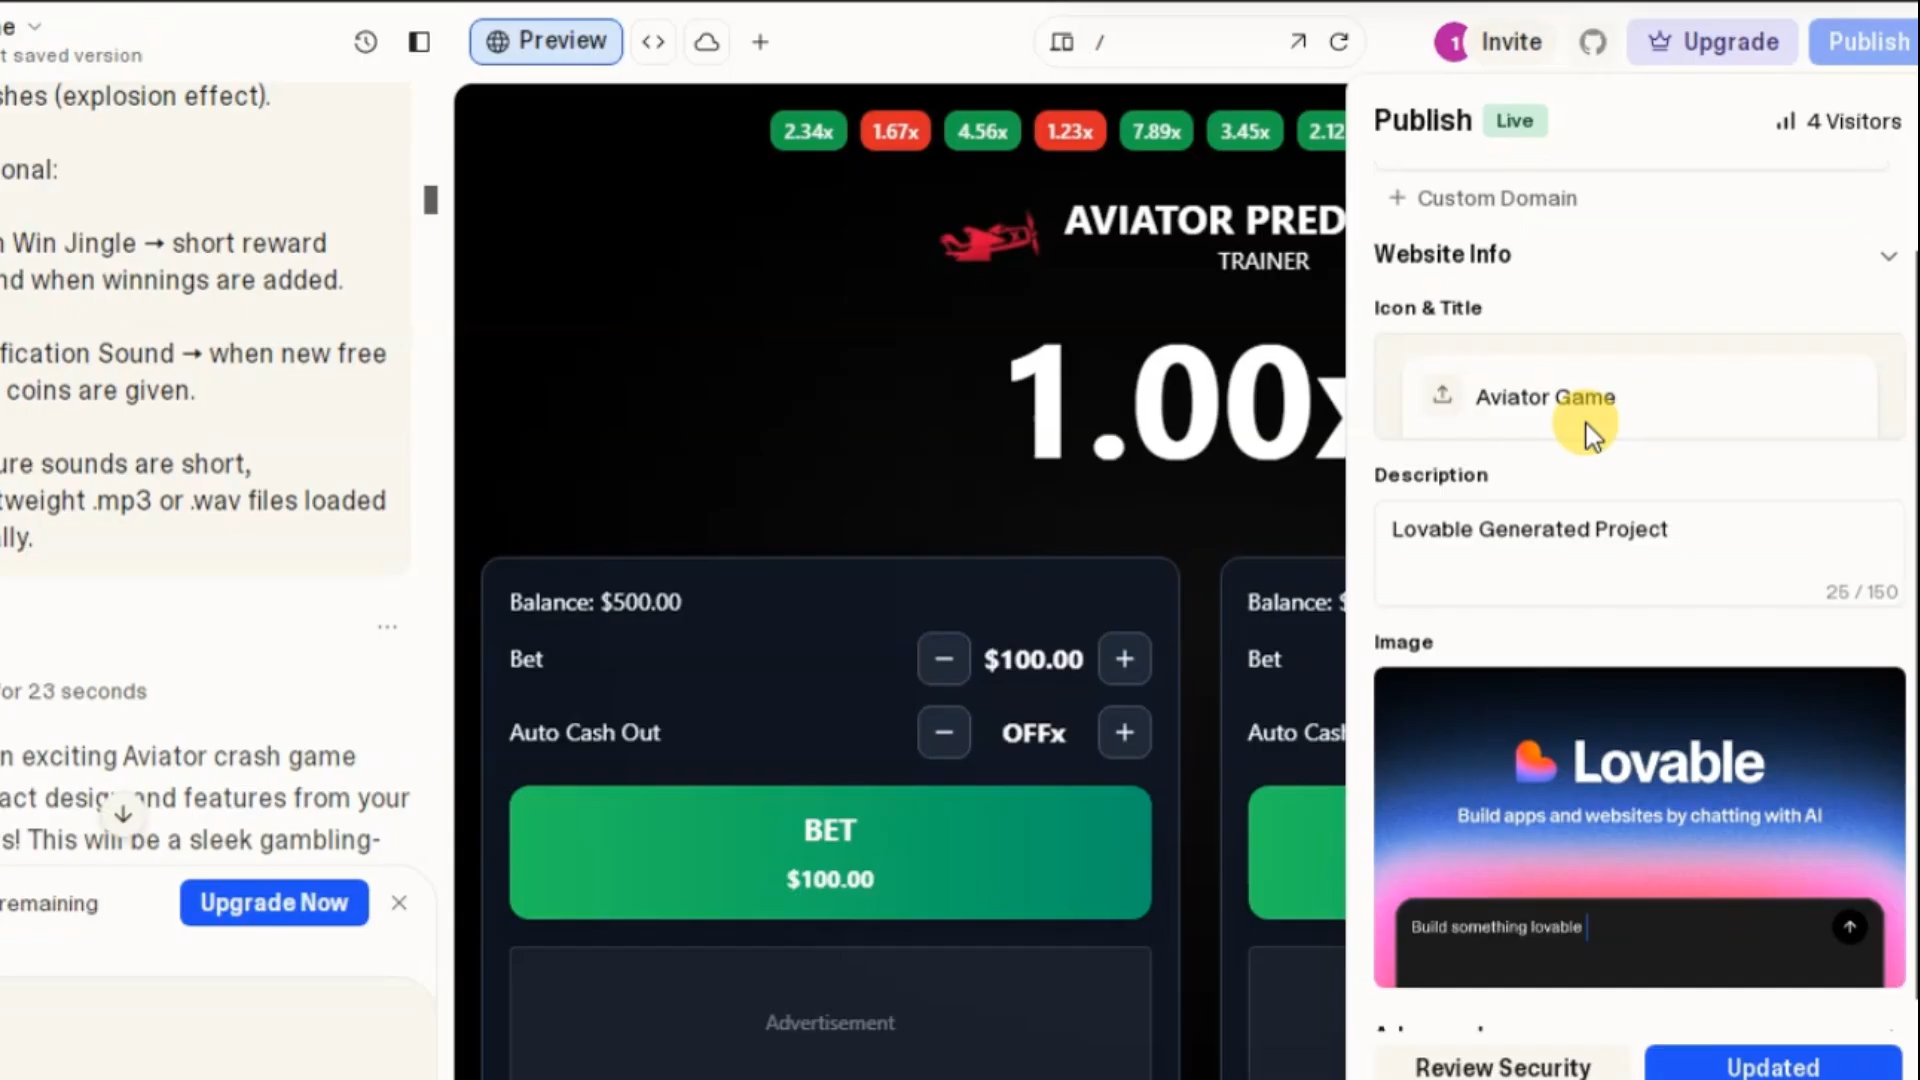 e
Preview
/
1
Invite
Upgrade
Publish
t saved version
shes (explosion effect).
onal:
n Win Jingle → short reward
nd when winnings are added.
fication Sound → when new free
coins are given.
ure sounds are short,
tweight .mp3 or .wav files loaded
lly.
...
or 23 seconds
n exciting Aviator crash game
act design and features from your
s! This will be a sleek gambling-
remaining
Upgrade Now
2.34x
1.67x
4.56x
1.23x
7.89x
3.45x
2.12
AVIATOR PRED
TRAINER
1.00x
Balance: $500.00
Bet
$100.00
Auto Cash Out
OFFx
BET
$100.00
Advertisement
Balance: $
Bet
Auto Cash
Publish
Live
4 Visitors
+ Custom Domain
Website Info
Icon & Title
Aviator Game
Description
Lovable Generated Project
25 / 150
Image
Lovable
Build apps and websites by chatting with AI
Build something lovable
Review Security
Updated